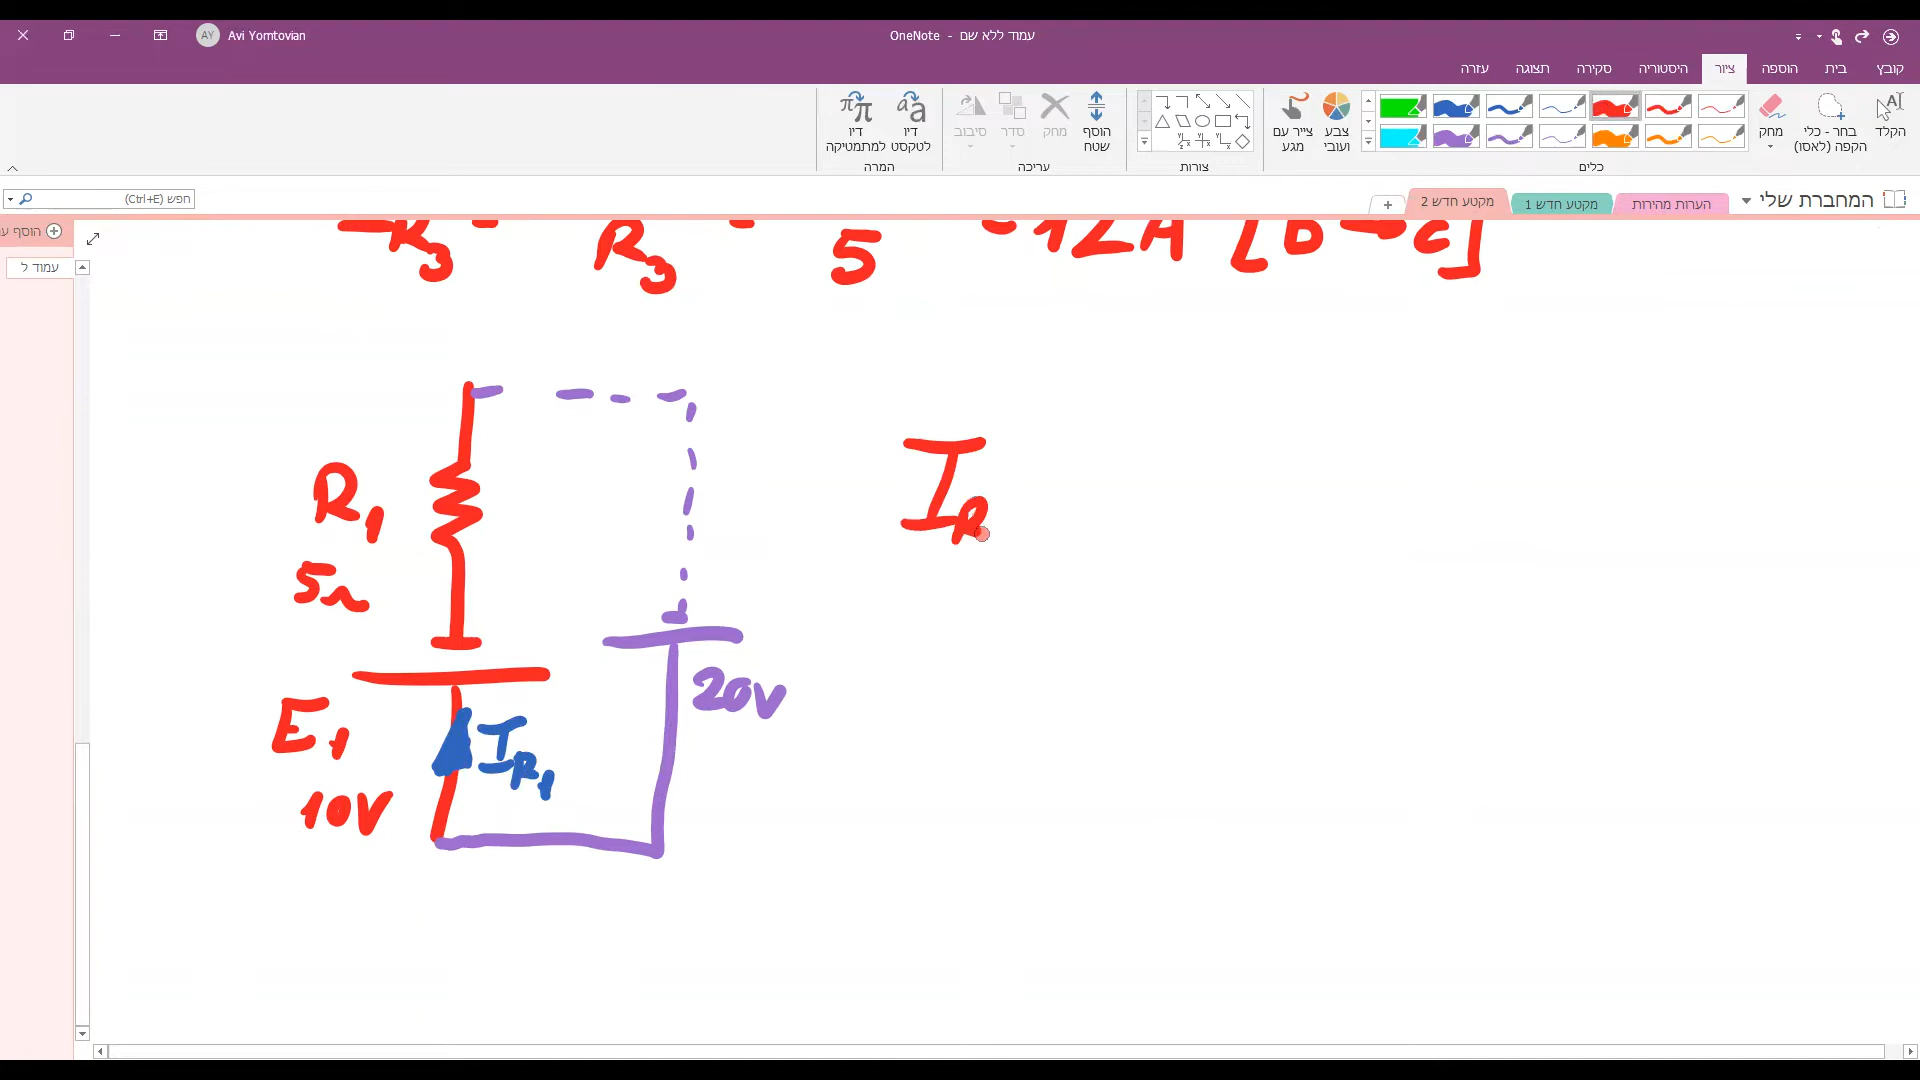 AY Avi Yomtovian
עמוד ללא שם - OneNote
קובץ בית הוספה ציור היסטוריה סקירה תצוגה עזרה
הקלד
בחר - כלי הקפה (לאסו)
מחק
כלים
צבע ועובי
צייר עם מגע
צורות
הוסף שטח
מחק
סדר
סיבוב
עריכה
דיו לטקסט
דיו למתמטיקה
המרה
המחברת שלי
הערות מהירות
מקטע חדש 1
מקטע חדש 2
חפש (Ctrl+E)
הוסף
עמוד ל
R3 R3 5 12A [B c]
R1
5Ω
E1
10V
IR1
20V
IR